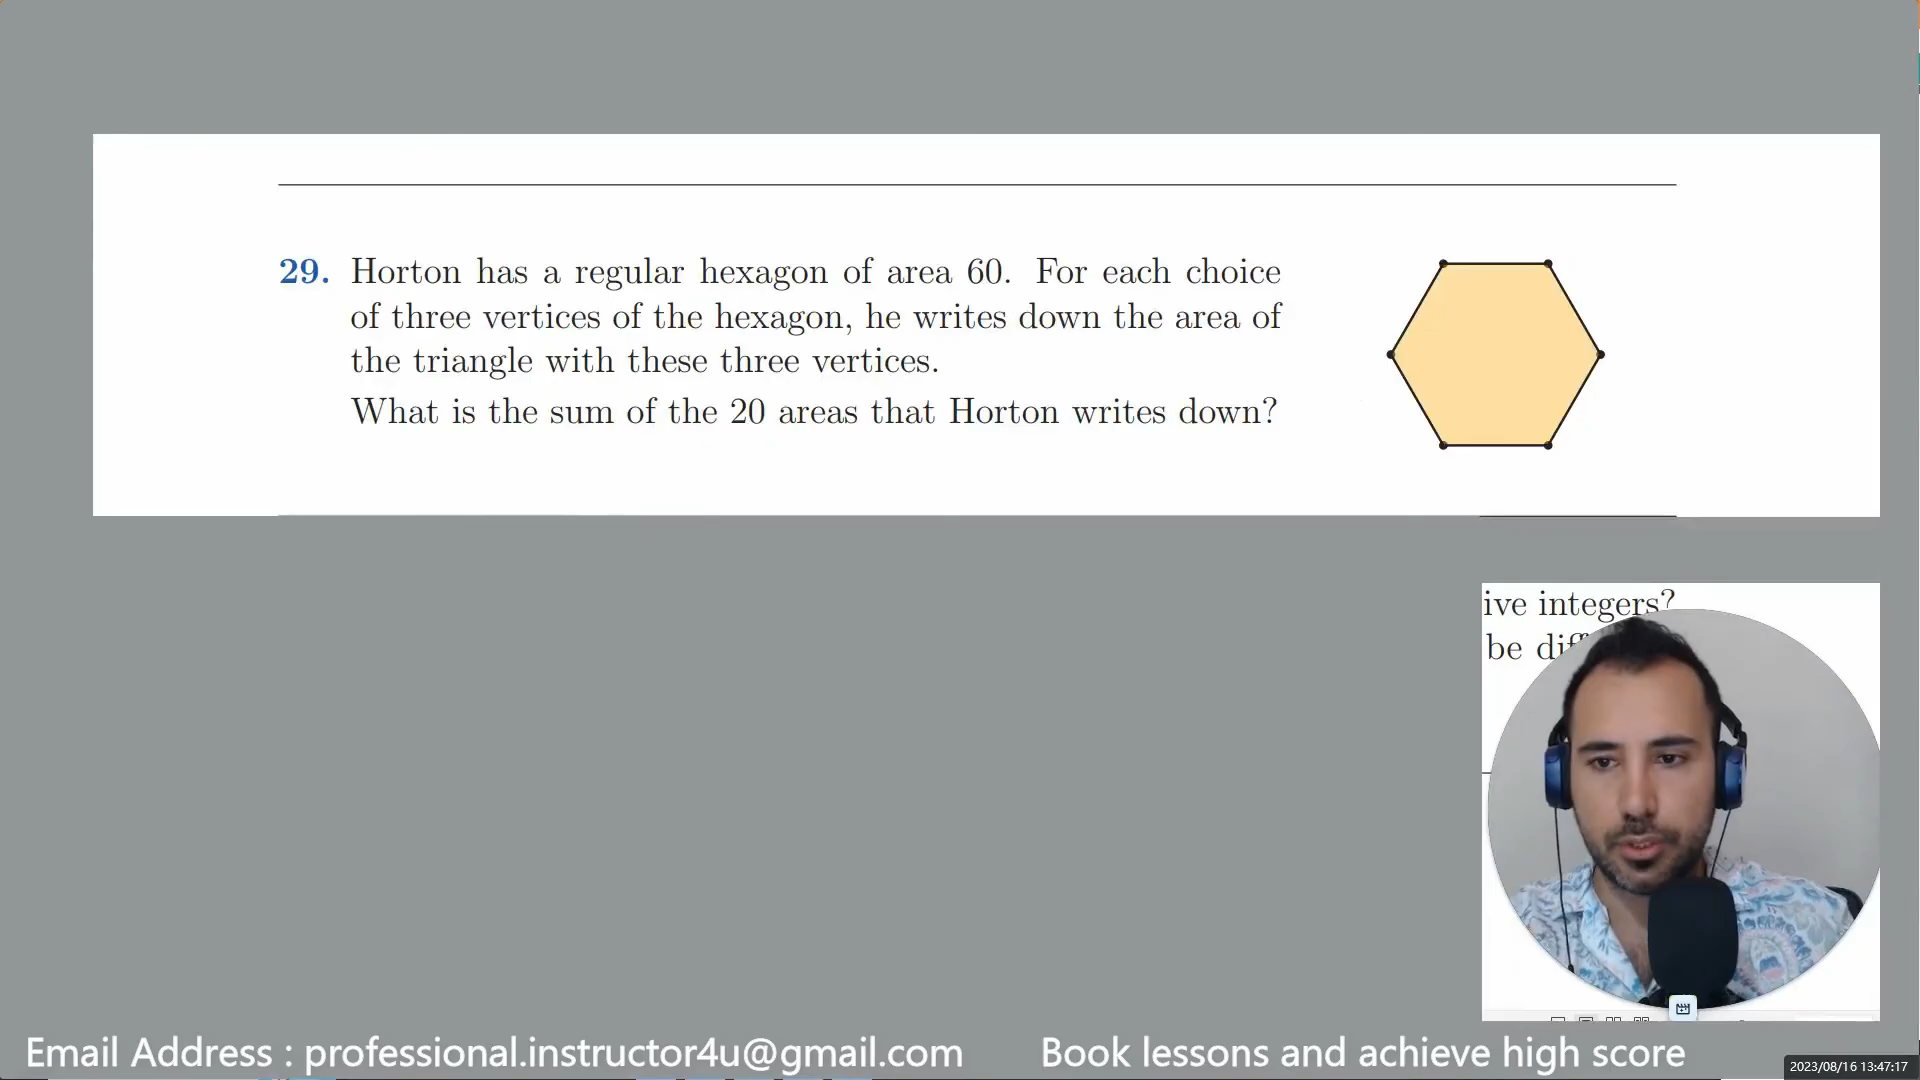 29. Horton has a regular hexagon of area 60. For each choice
of three vertices of the hexagon, he writes down the area of
the triangle with these three vertices.
What is the sum of the 20 areas that Horton writes down?
ive integers?
be
Email Address : professional.instructor4u@gmail.com
Book lessons and achieve high score
2023/08/16 13:47:17